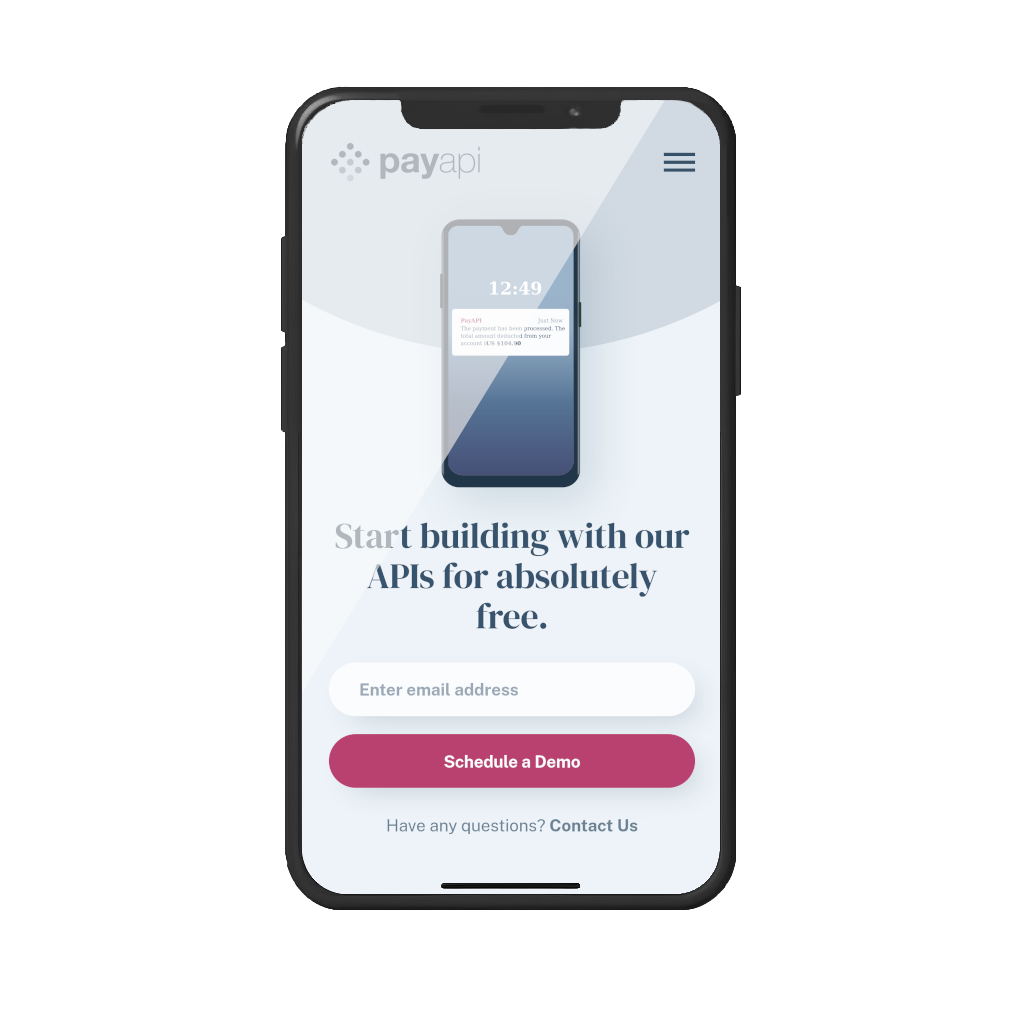 payapi
12:49
PayAPI Just Now
The payment has been processed. The
total amount deducted from your
account is $104.90
Start building with our
APIs for absolutely
free.
Enter email address
Schedule a Demo
Have any questions? Contact Us